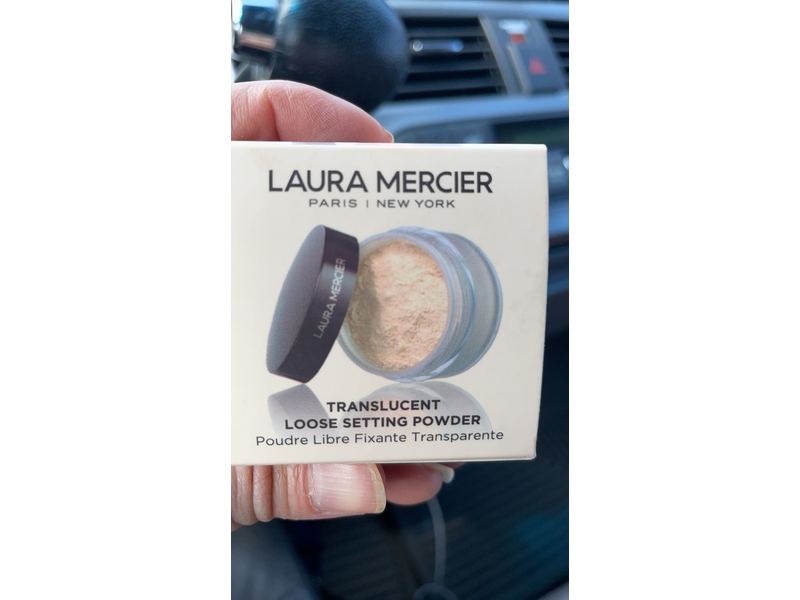 LAURA MERCIER
PARIS | NEW YORK
LAURA MERCIER
TRANSLUCENT
LOOSE SETTING POWDER
Poudre Libre Fixante Transparente